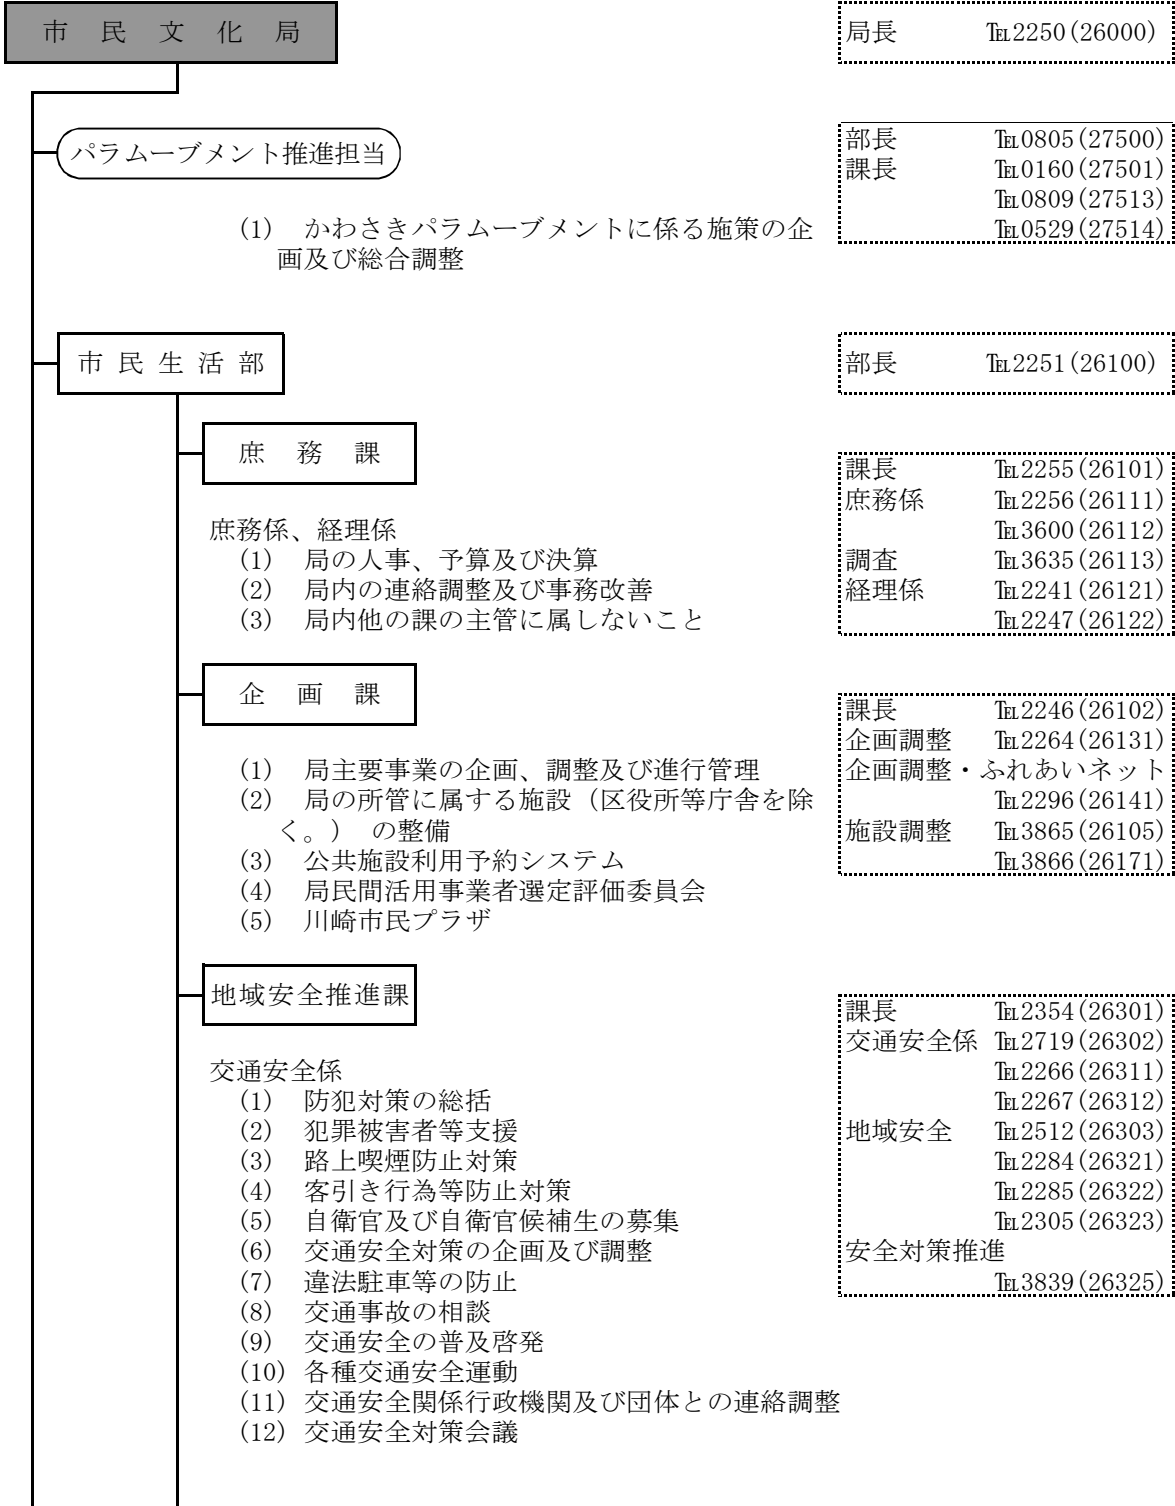 市民文化局
局長 ℡2250(26000)
パラムーブメント推進担当
部長 ℡0805(27500)
課長 ℡0160(27501)
℡0809(27513)
℡0529(27514)
(1) かわさきパラムーブメントに係る施策の企
画及び総合調整
市民生活部
部長 ℡2251(26100)
庶務課
課長 ℡2255(26101)
庶務係 ℡2256(26111)
℡3600(26112)
調査 ℡3635(26113)
経理係 ℡2241(26121)
℡2247(26122)
庶務係、経理係
(1) 局の人事、予算及び決算
(2) 局内の連絡調整及び事務改善
(3) 局内他の課の主管に属しないこと
企画課
課長 ℡2246(26102)
企画調整 ℡2264(26131)
企画調整・ふれあいネット
℡2296(26141)
施設調整 ℡3865(26105)
℡3866(26171)
(1) 局主要事業の企画、調整及び進行管理
(2) 局の所管に属する施設(区役所等庁舎を除
く。) の整備
(3) 公共施設利用予約システム
(4) 局民間活用事業者選定評価委員会
(5) 川崎市民プラザ
地域安全推進課
課長 ℡2354(26301)
交通安全係 ℡2719(26302)
℡2266(26311)
℡2267(26312)
地域安全 ℡2512(26303)
℡2284(26321)
℡2285(26322)
℡2305(26323)
安全対策推進
℡3839(26325)
交通安全係
(1) 防犯対策の総括
(2) 犯罪被害者等支援
(3) 路上喫煙防止対策
(4) 客引き行為等防止対策
(5) 自衛官及び自衛官候補生の募集
(6) 交通安全対策の企画及び調整
(7) 違法駐車等の防止
(8) 交通事故の相談
(9) 交通安全の普及啓発
(10) 各種交通安全運動
(11) 交通安全関係行政機関及び団体との連絡調整
(12) 交通安全対策会議